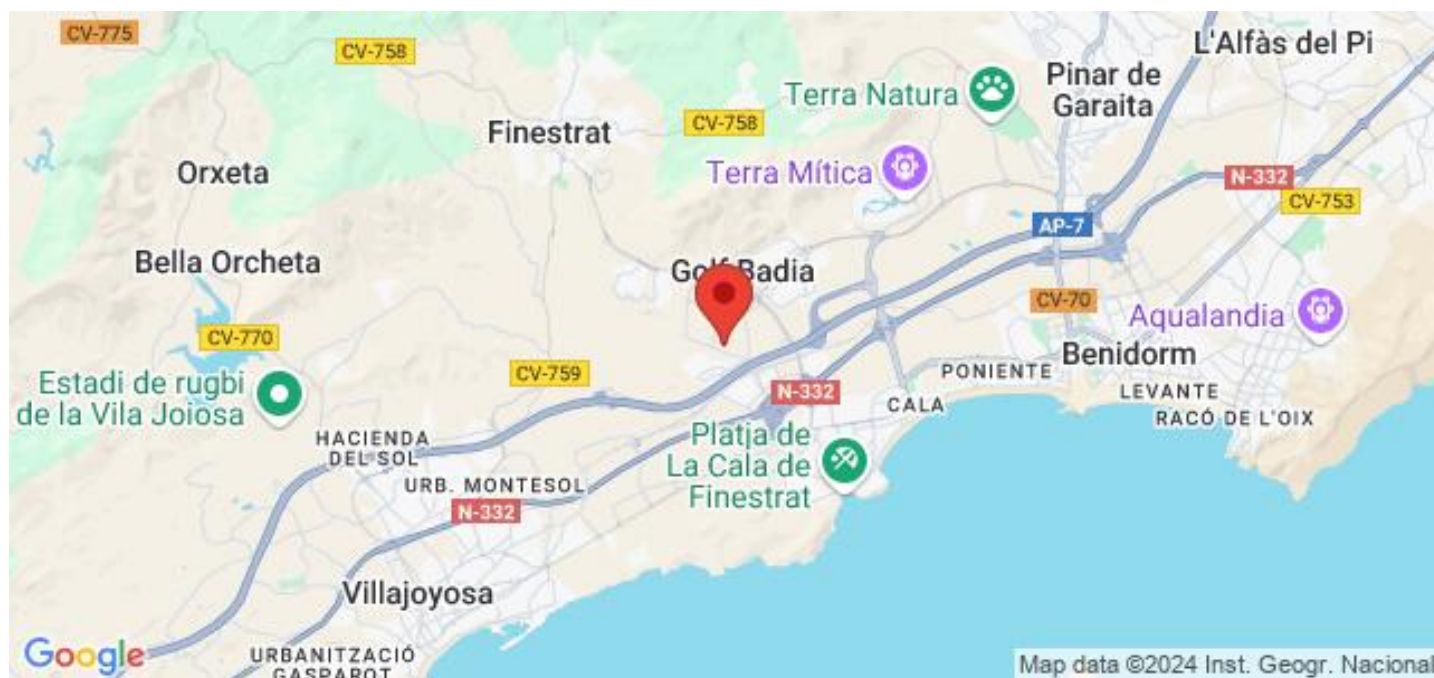 CV-775
CV-758
L'Alfàs del Pi
Pinar de
Garaita
Terra Natura
Finestrat
CV-758
Orxeta
Terra Mítica
N-332
CV-753
AP-7
Bella Orcheta
Golf Badia
CV-70
Aqualandia
CV-770
Benidorm
CV-759
PONIENTE
Estadi de rugbi
de la Vila Joiosa
N-332
CALA
LEVANTE
RACÓ DE L'OIX
HACIENDA
DEL SOL
Platja de
La Cala de
Finestrat
URB. MONTESOL
N-332
Villajoyosa
Google
URBANITZACIÓ
GASPAROT
Map data ©2024 Inst. Geogr. Nacional